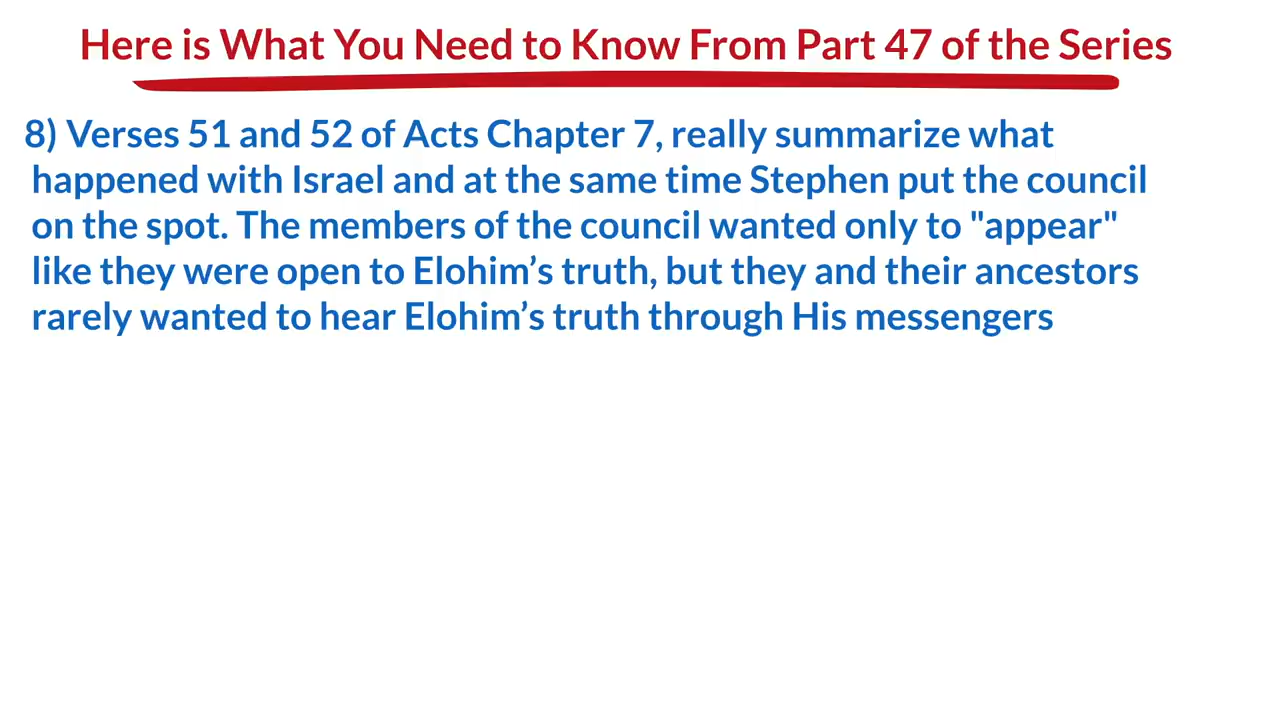 Here is What You Need to Know From Part 47 of the Series
8) Verses 51 and 52 of Acts Chapter 7, really summarize what
happened with Israel and at the same time Stephen put the council
on the spot. The members of the council wanted only to "appear"
like they were open to Elohim’s truth, but they and their ancestors
rarely wanted to hear Elohim’s truth through His messengers